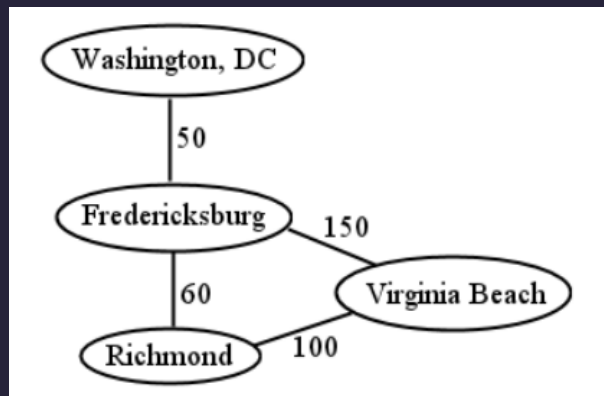 Washington, DC
50
Fredericksburg
150
60
Virginia Beach
Richmond
100